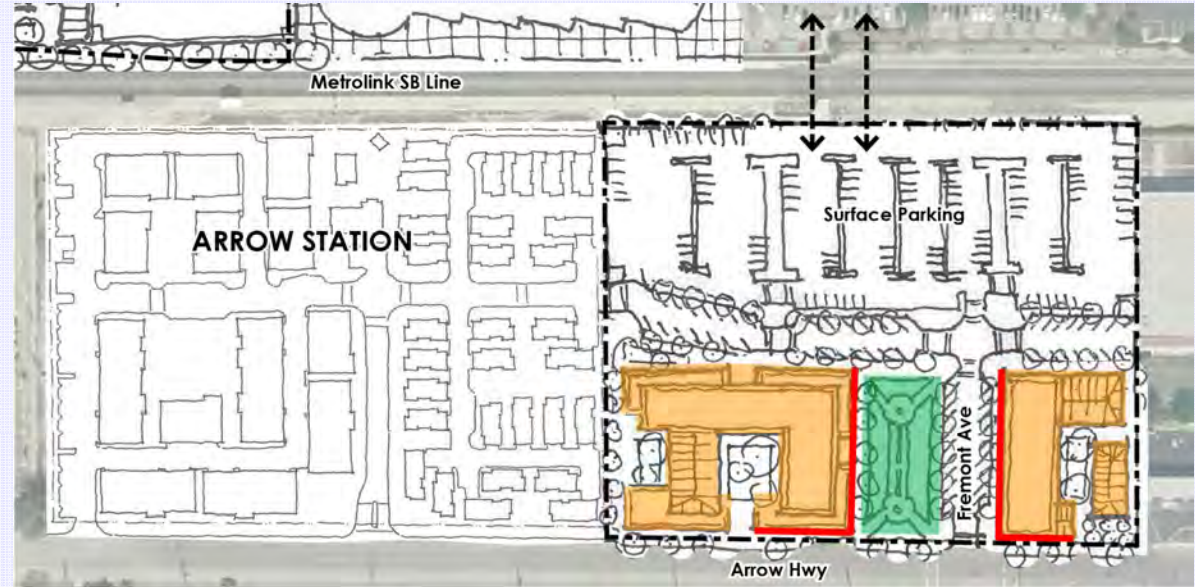 Metrolink SB Line
ARROW STATION
Surface Parking
Fremont Ave
Arrow Hwy